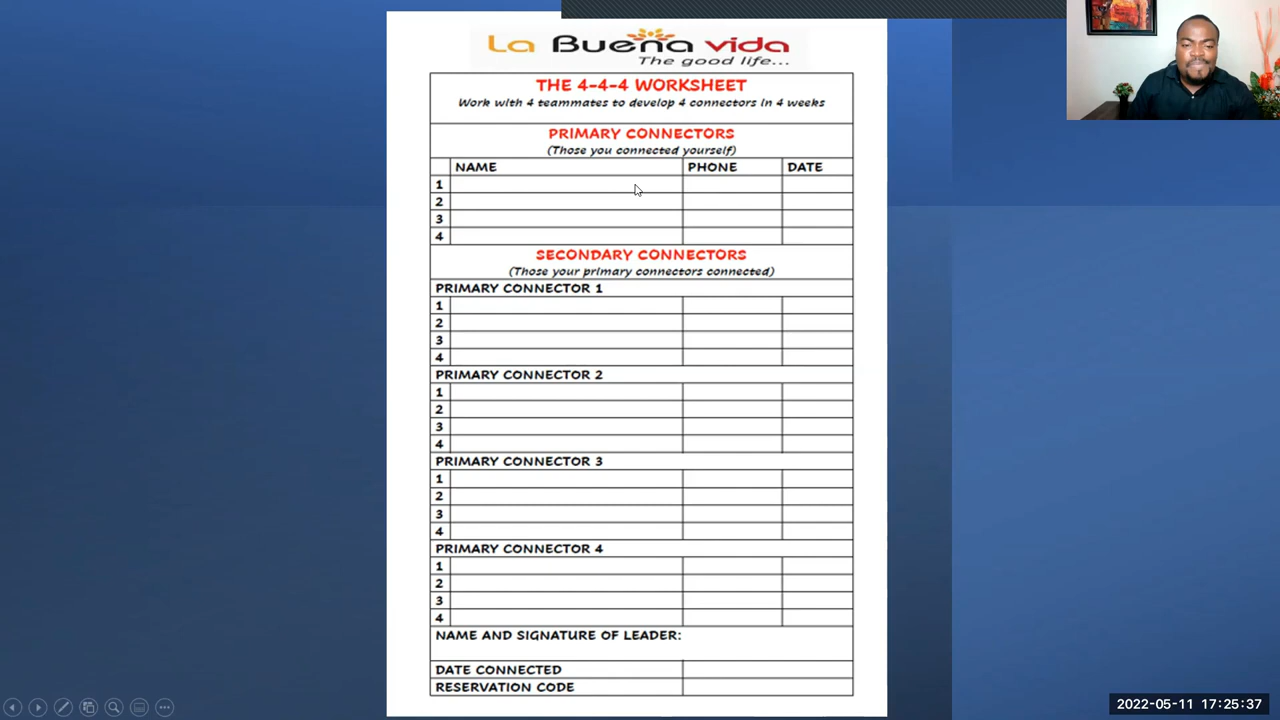 La Buena vida
The good life...
THE 4-4-4 WORKSHEET
Work with 4 teammates to develop 4 connectors in 4 weeks
PRIMARY CONNECTORS
(Those you connected yourself)
NAME PHONE DATE
1
2
3
4
SECONDARY CONNECTORS
(Those your primary connectors connected)
PRIMARY CONNECTOR 1
1
2
3
4
PRIMARY CONNECTOR 2
1
2
3
4
PRIMARY CONNECTOR 3
1
2
3
4
PRIMARY CONNECTOR 4
1
2
3
4
NAME AND SIGNATURE OF LEADER:
DATE CONNECTED
RESERVATION CODE
2022-05-11 17:25:37